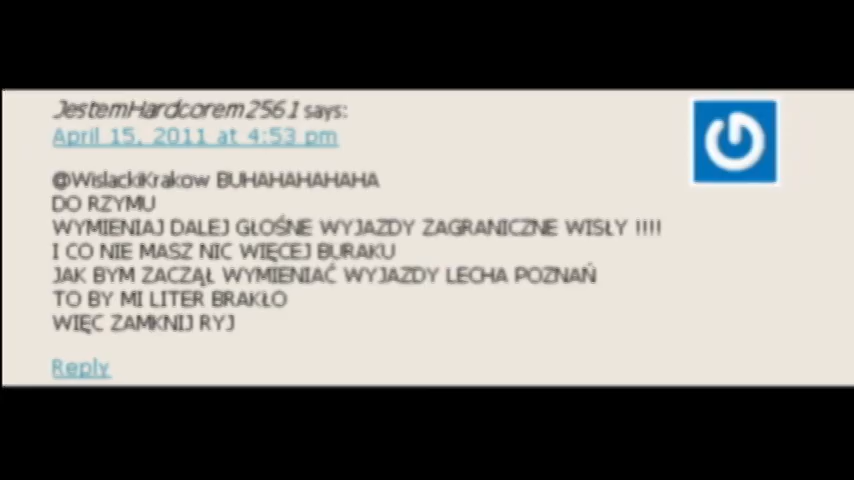 JestemHardcorem2561 says:
April 15, 2011 at 4:53 pm
@WislackiKrakow BUHAHAHAHAHA
DO RZYMU
WYMIENIAJ DALEJ GŁOŚNE WYJAZDY ZAGRANICZNE WISŁY !!!!
I CO NIE MASZ NIC WIĘCEJ BURAKU
JAK BYM ZACZĄŁ WYMIENIAĆ WYJAZDY LECHA POZNAŃ
TO BY MI LITER BRAKŁO
WIĘC ZAMKNIJ RYJ
Reply